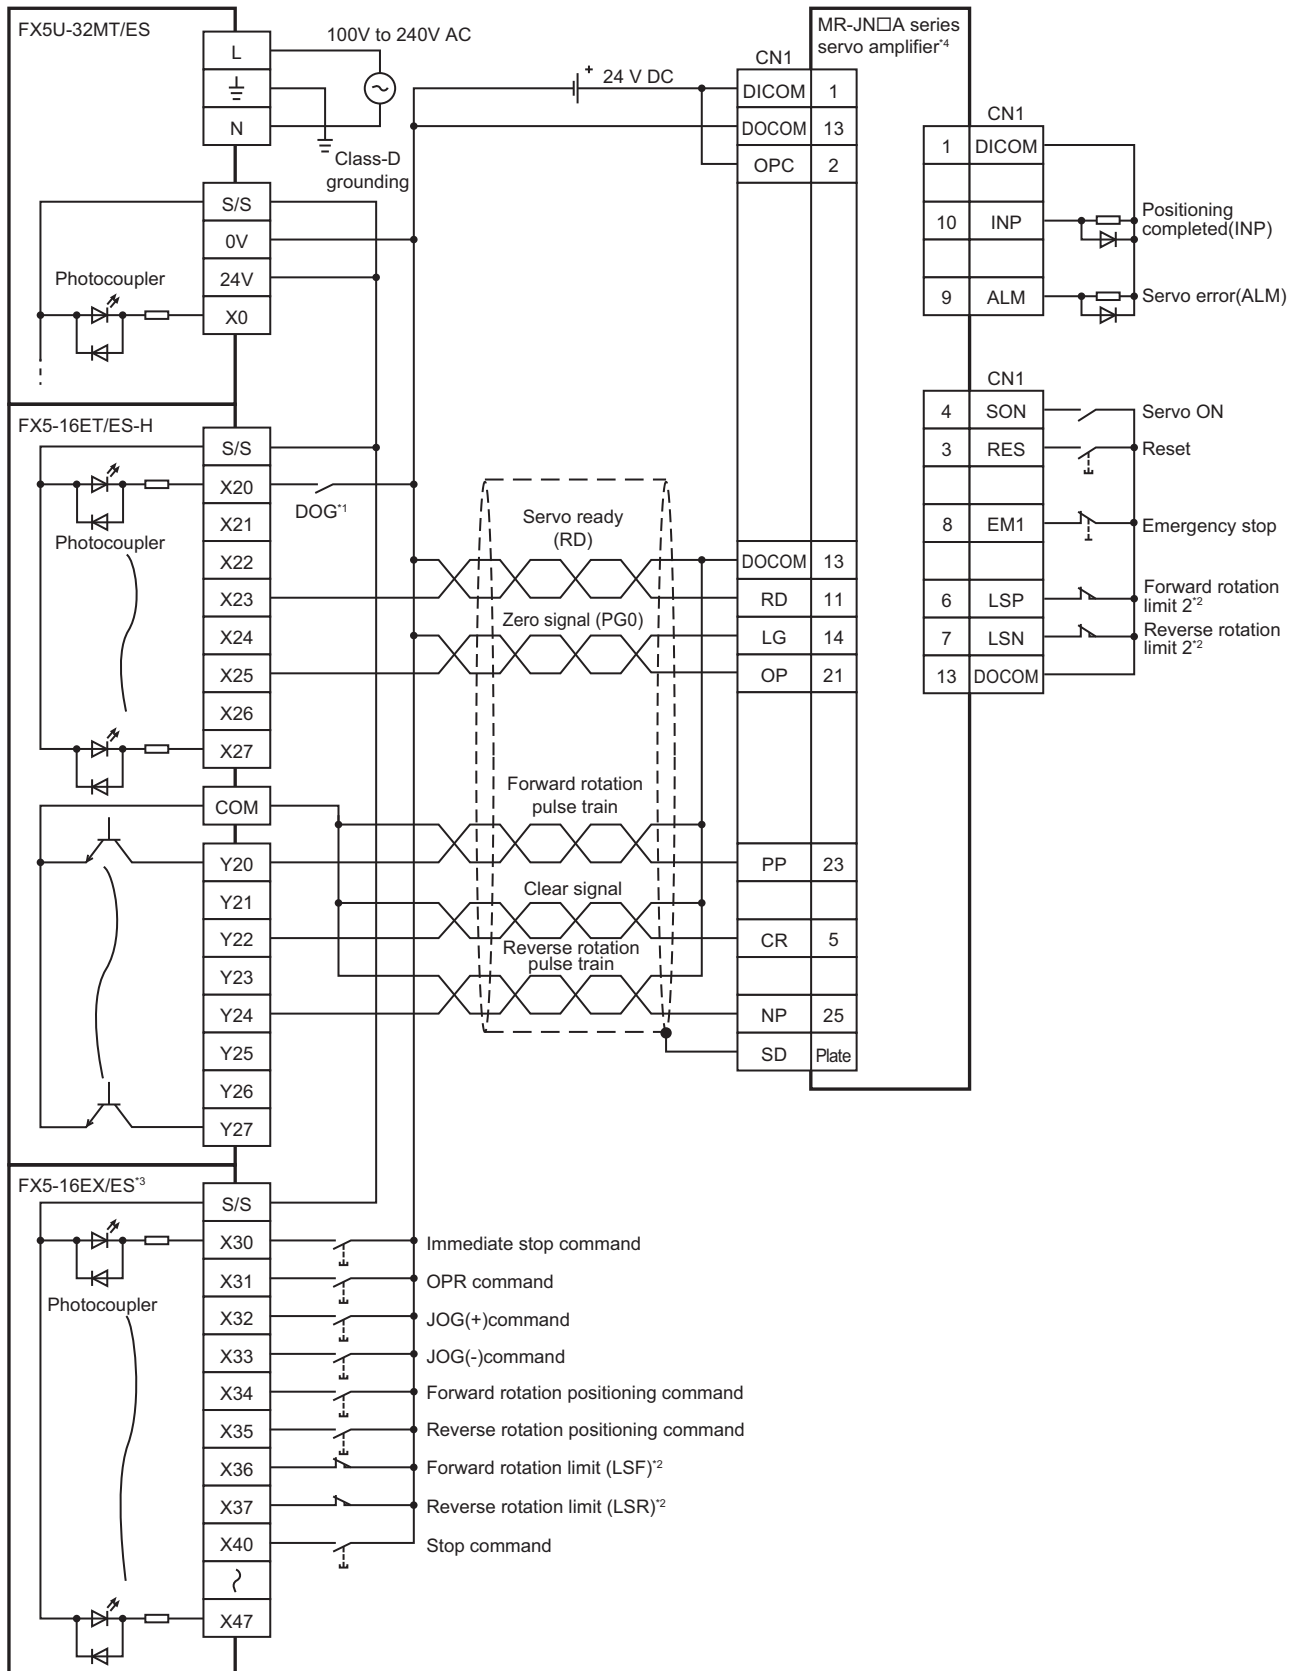 FX5U-32MT/ES
L
N
100V to 240V AC
Class-D
grounding
S/S
0V
24V
X0
Photocoupler
FX5-16ET/ES-H
S/S
X20
X21
X22
X23
X24
X25
X26
X27
Photocoupler
DOG*1
COM
Y20
Y21
Y22
Y23
Y24
Y25
Y26
Y27
FX5-16EX/ES*3
S/S
X30
X31
X32
X33
X34
X35
X36
X37
X40
X47
Photocoupler
Immediate stop command
OPR command
JOG(+)command
JOG(-)command
Forward rotation positioning command
Reverse rotation positioning command
Forward rotation limit (LSF)*2
Reverse rotation limit (LSR)*2
Stop command
+ 24 V DC
Servo ready
(RD)
Zero signal (PG0)
Forward rotation
pulse train
Clear signal
Reverse rotation
pulse train
MR-JN□A series
servo amplifier*4
CN1
DICOM 1
DOCOM 13
OPC 2
DOCOM 13
RD 11
LG 14
OP 21
PP 23
CR 5
NP 25
SD Plate
CN1
1 DICOM
10 INP
Positioning
completed(INP)
9 ALM Servo error(ALM)
CN1
4 SON Servo ON
3 RES Reset
8 EM1 Emergency stop
6 LSP
Forward rotation
limit 2*2
7 LSN
Reverse rotation
limit 2*2
13 DOCOM